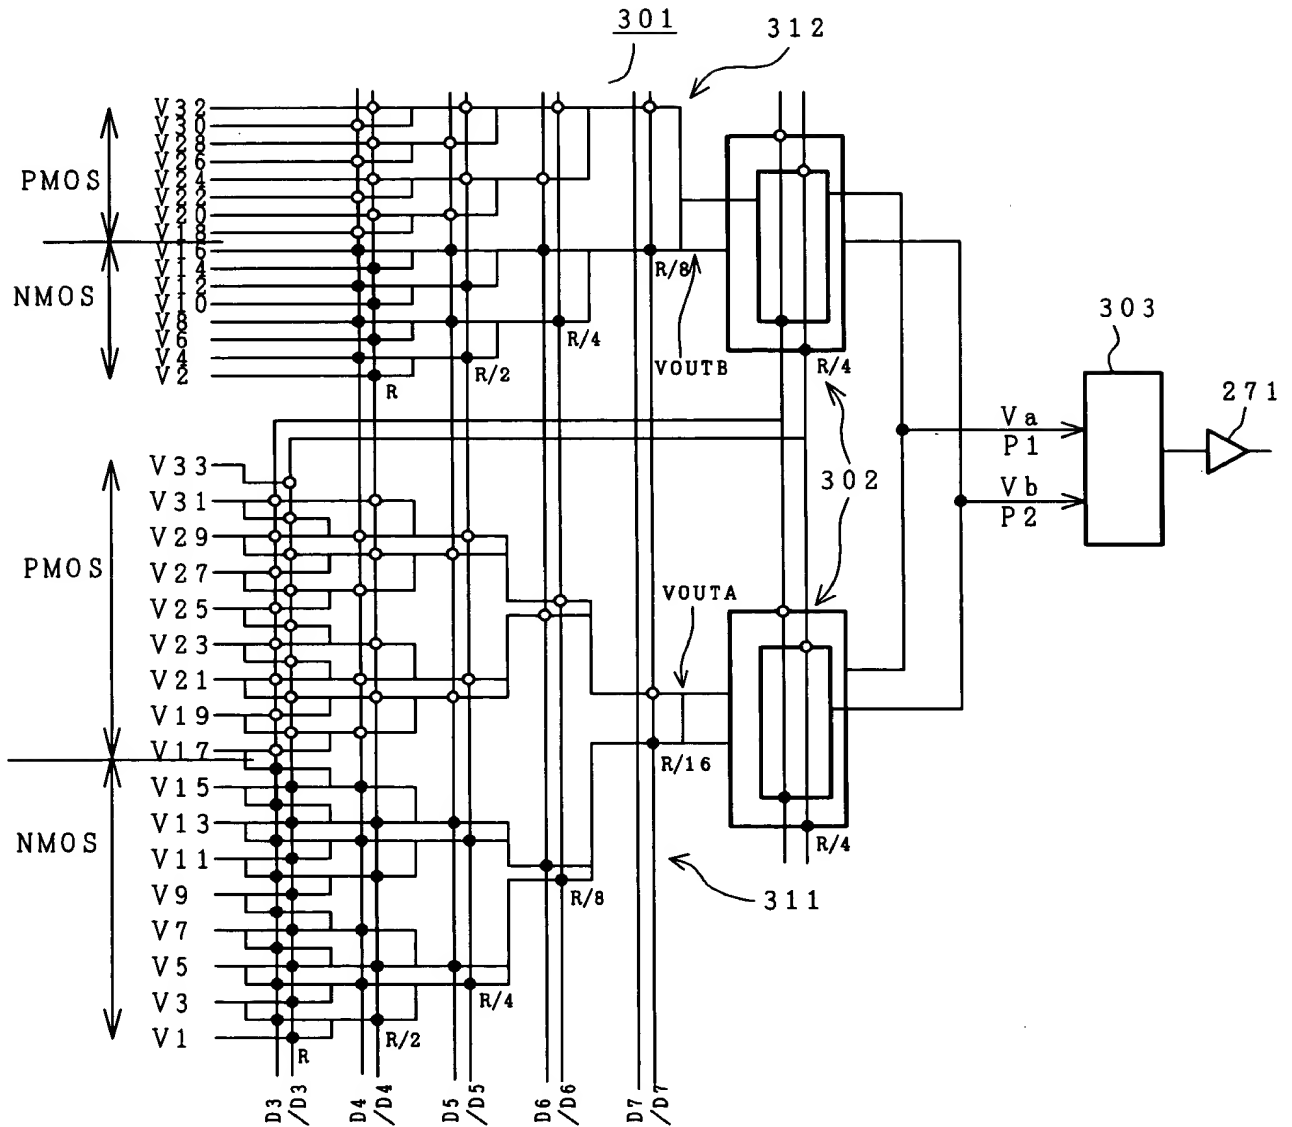 301
312
V32
V30
V28
V26
V24
V22
V20
V18
V16
V14
V12
V10
V8
V6
V4
V2
PMOS
NMOS
R
R/2
R/4
R/8
VOUTB
R/4
302
303
271
Va
P1
Vb
P2
V33
V31
V29
V27
V25
V23
V21
V19
V17
V15
V13
V11
V9
V7
V5
V3
V1
PMOS
NMOS
VOUTA
R/16
R/8
R/4
R/2
R
R/4
311
D3
/D3
D4
/D4
D5
/D5
D6
/D6
D7
/D7